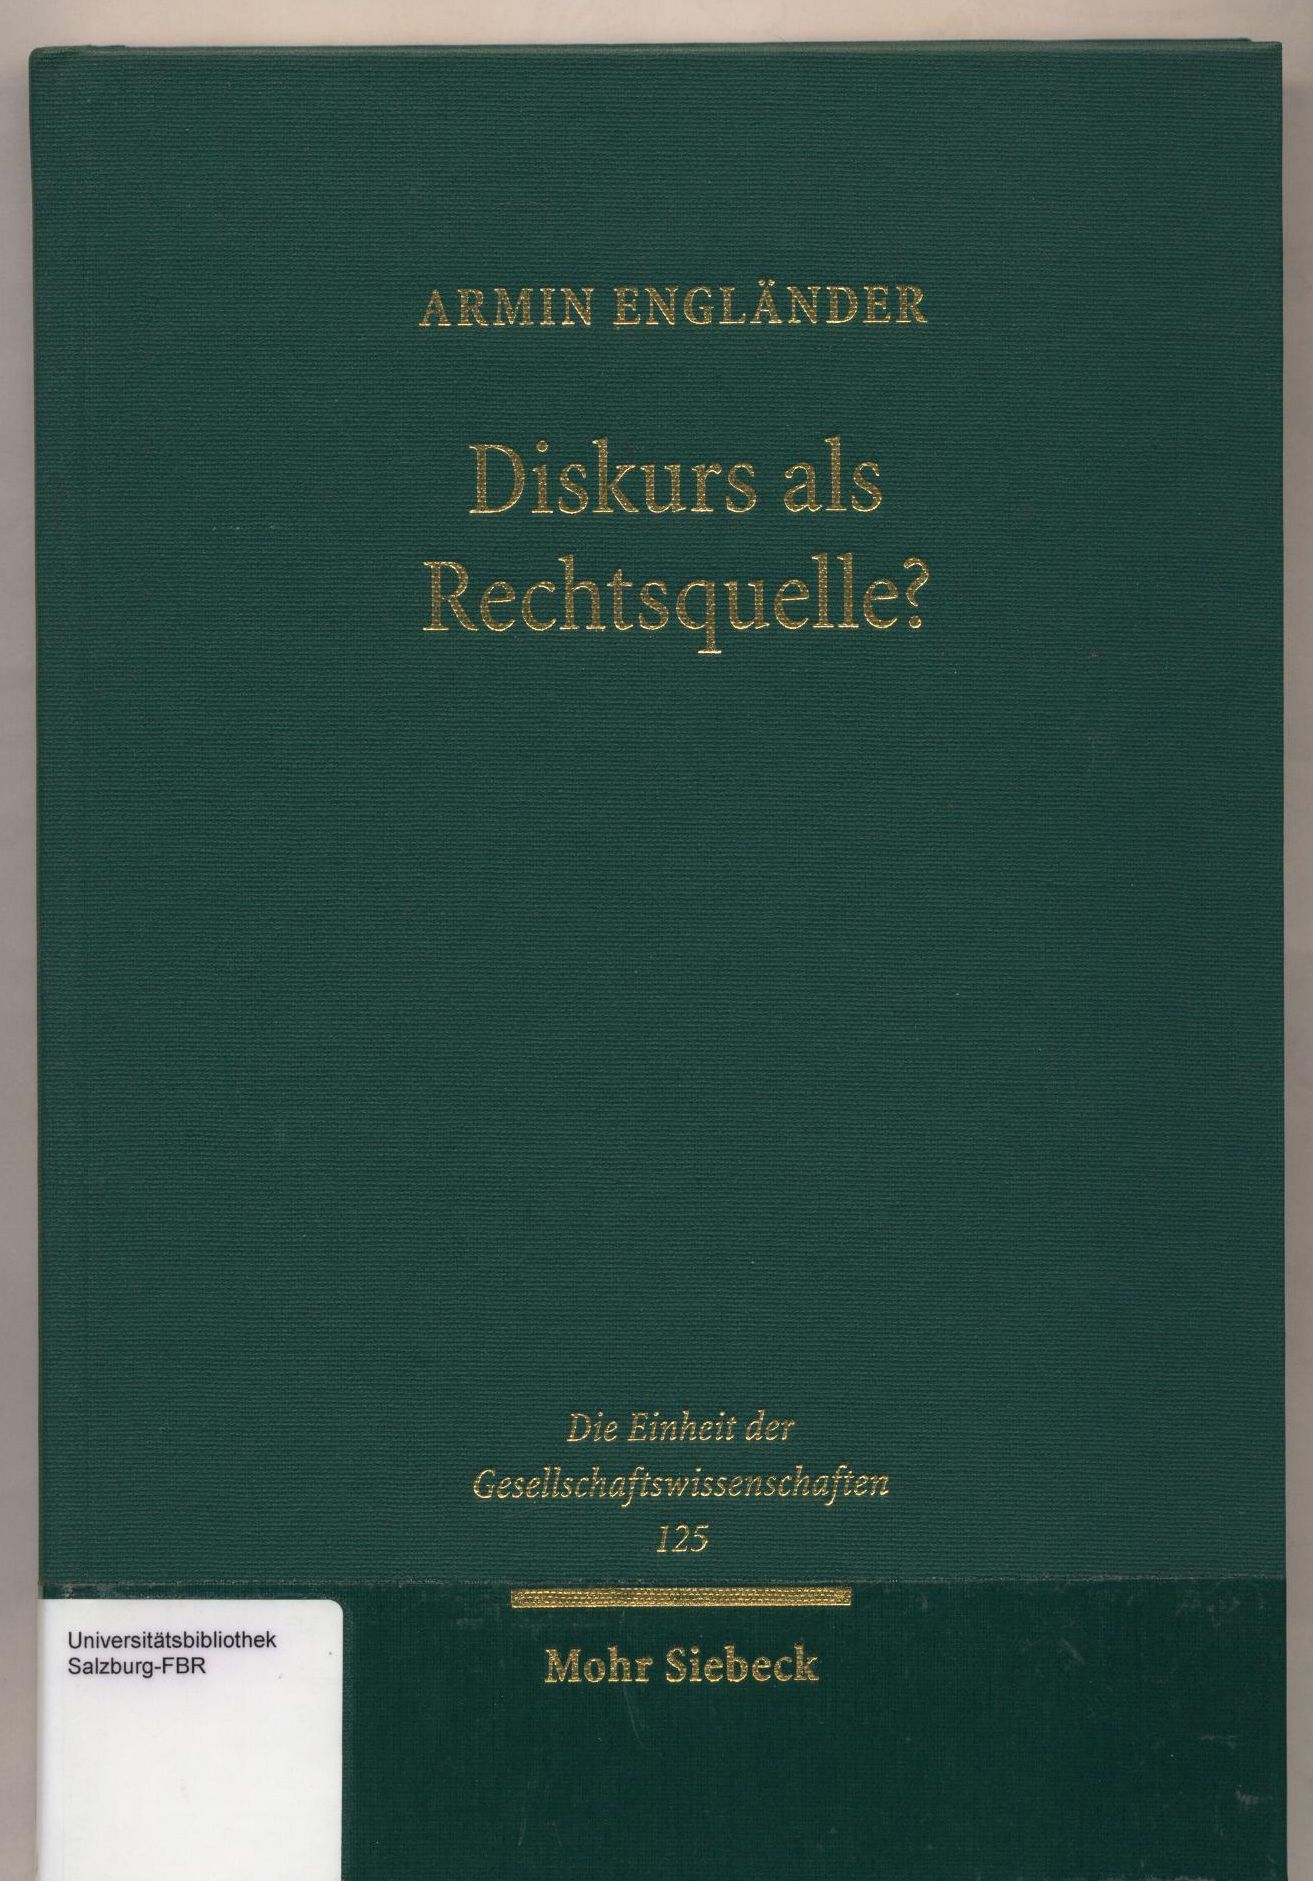 ARMIN ENGLÄNDER
Diskurs als
Rechtsquelle?
Die Einheit der
Gesellschaftswissenschaften
125
Mohr Siebeck
Universitätsbibliothek
Salzburg-FBR